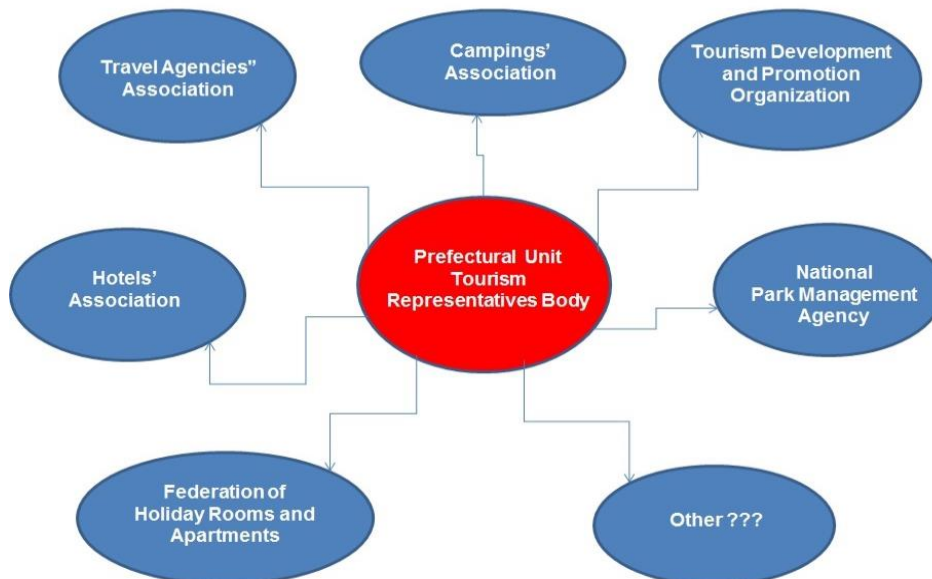 Travel Agencies”
Association
Campings’
Association
Tourism Development
and Promotion
Organization
Prefectural Unit
Tourism
Representatives Body
Hotels’
Association
National
Park Management
Agency
Federation of
Holiday Rooms and
Apartments
Other ???